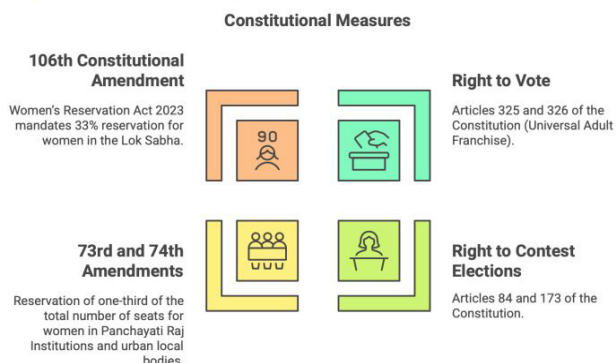 Constitutional Measures
106th Constitutional
Amendment
Women's Reservation Act 2023
mandates 33% reservation for
women in the Lok Sabha.
90
Right to Vote
Articles 325 and 326 of the
Constitution (Universal Adult
Franchise).
73rd and 74th
Amendments
Reservation of one-third of the
total number of seats for
women in Panchayati Raj
Institutions and urban local
bodies.
Right to Contest
Elections
Articles 84 and 173 of the
Constitution.